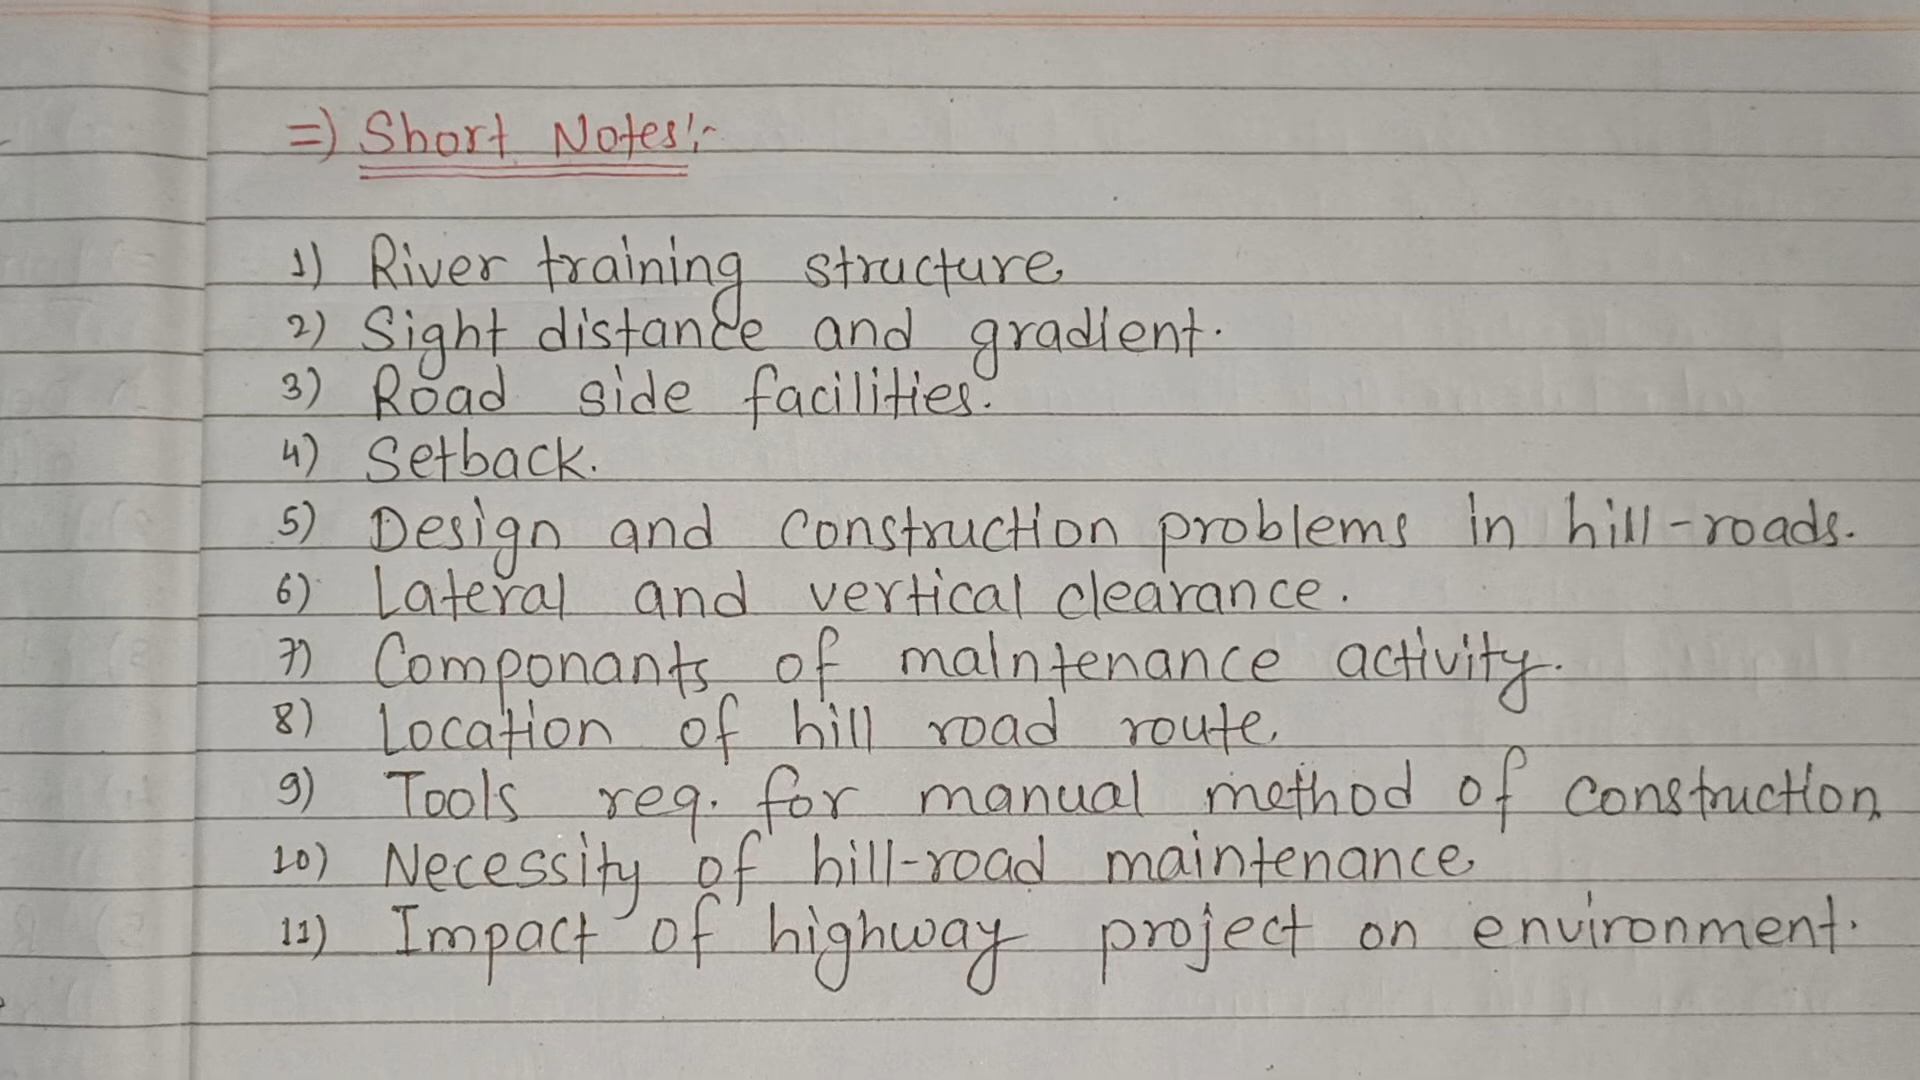 =) Short Notes:-
1) River training structure
2) Sight distance and gradient.
3) Road side facilities.
4) Setback.
5) Design and construction problems in hill-roads.
6) Lateral and vertical clearance.
7) Componants of maintenance activity.
8) Location of hill road route.
9) Tools req. for manual method of construction
10) Necessity of hill-road maintenance
11) Impact of highway project on environment.